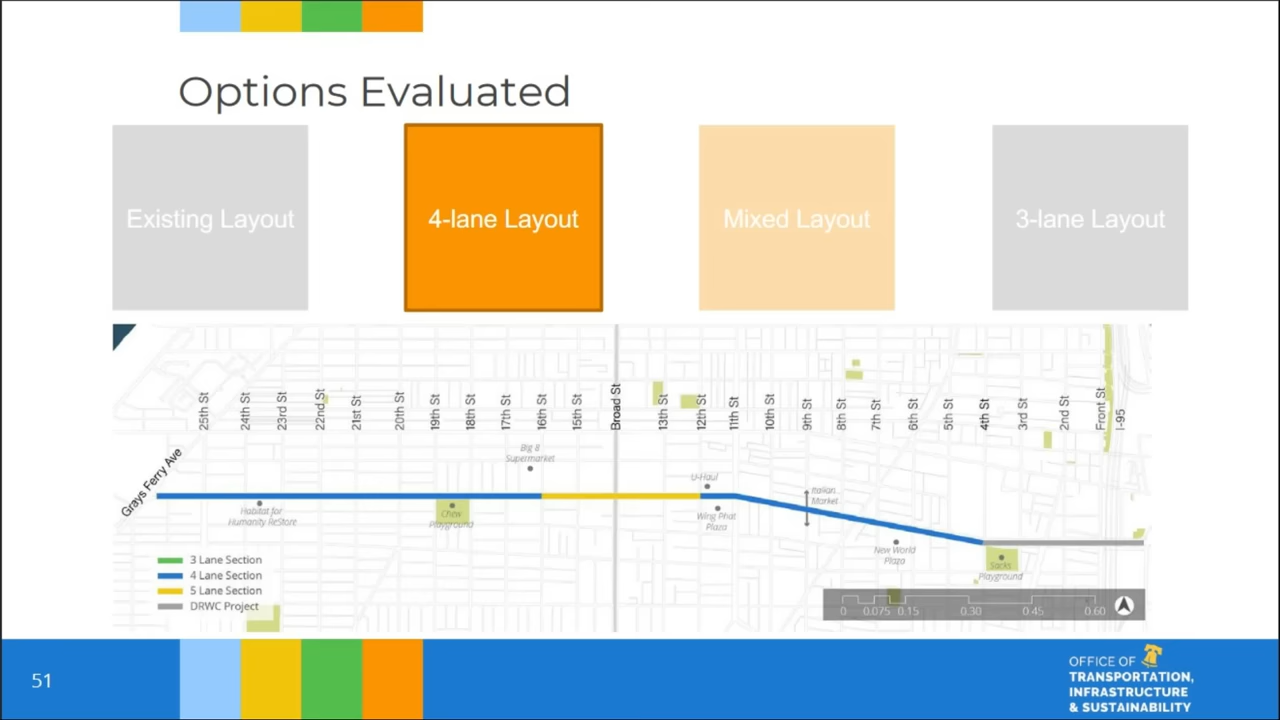 Options Evaluated
Existing Layout
4-lane Layout
Mixed Layout
3-lane Layout
25th St
24th St
23rd St
22nd St
21st St
20th St
19th St
18th St
17th St
16th St
15th St
Broad St
13th St
12th St
11th St
10th St
9th St
8th St
7th St
6th St
5th St
4th St
3rd St
2nd St
Front St
I-95
Grays Ferry Ave
Big 8
Supermarket
U-Haul
Italian
Market
Habitat for
Humanity ReStore
Chew
Playground
Wing Phat
Plaza
New World
Plaza
Sacks
Playground
3 Lane Section
4 Lane Section
5 Lane Section
DRWC Project
0 0.075 0.15 0.30 0.45 0.60
51
OFFICE OF
TRANSPORTATION,
INFRASTRUCTURE
& SUSTAINABILITY